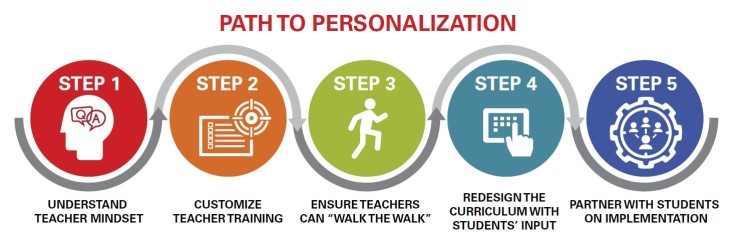 PATH TO PERSONALIZATION
STEP 1
Q
A
UNDERSTAND
TEACHER MINDSET
STEP 2
CUSTOMIZE
TEACHER TRAINING
STEP 3
ENSURE TEACHERS
CAN “WALK THE WALK”
STEP 4
REDESIGN THE
CURRICULUM WITH
STUDENTS’ INPUT
STEP 5
PARTNER WITH STUDENTS
ON IMPLEMENTATION